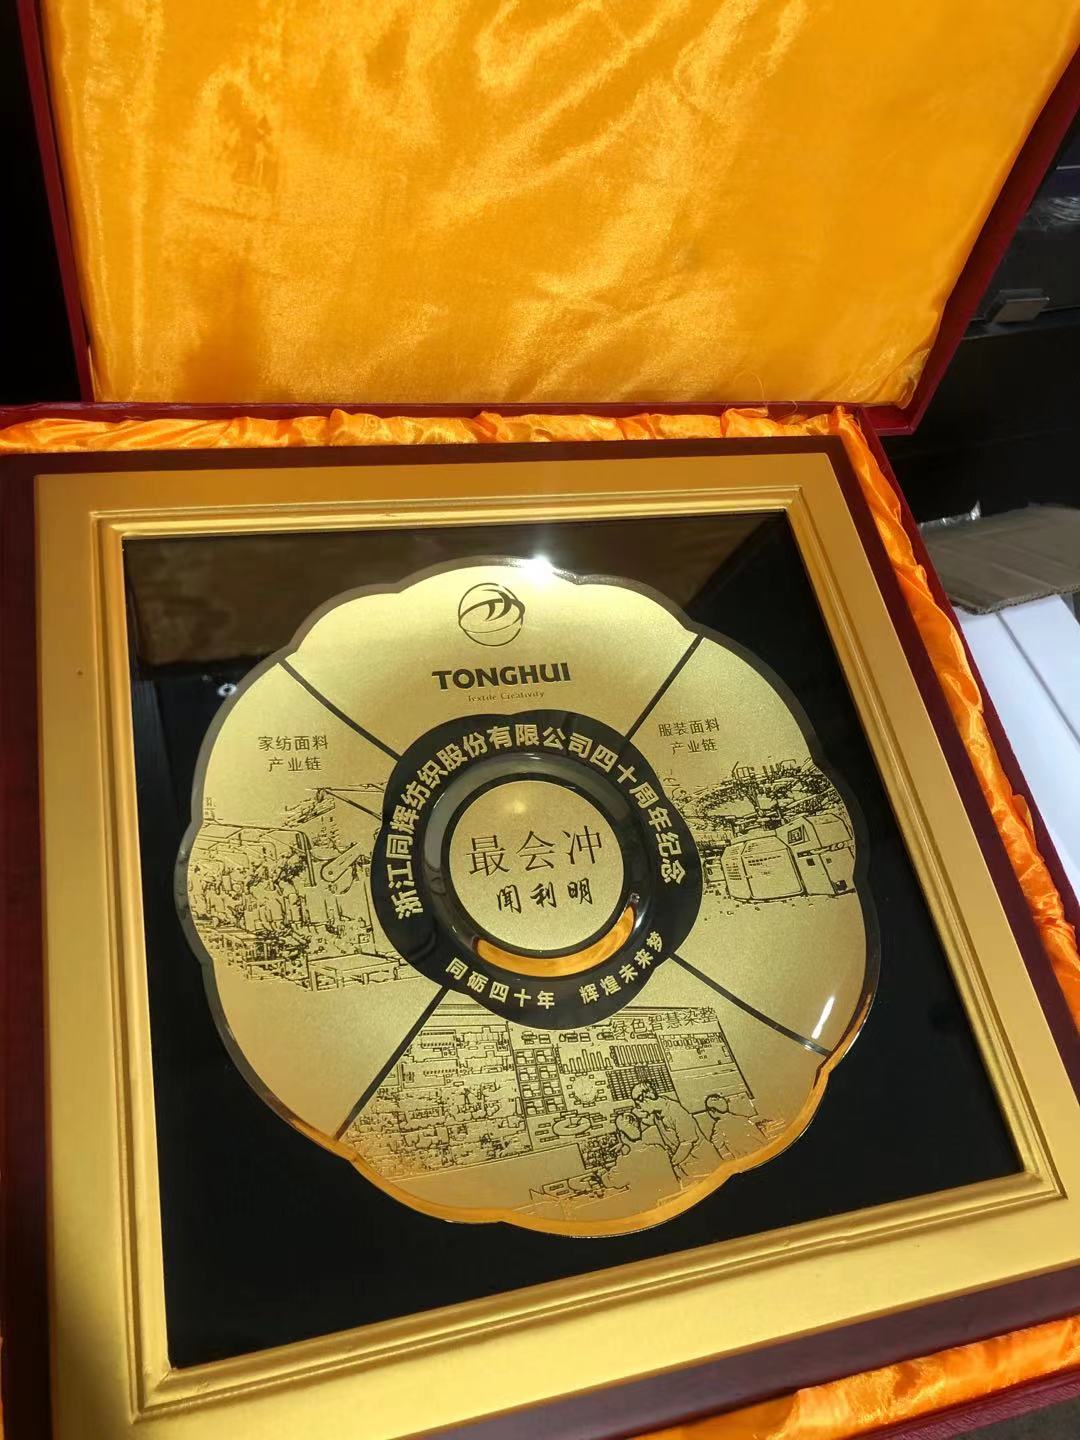 TONGHUI
Textile Creativity
家纺面料
产业链
服装面料
产业链
浙江同辉纺织股份有限公司四十周年纪念
最会冲
闻利明
同砺四十年 辉煌未来梦
绿色智慧染整